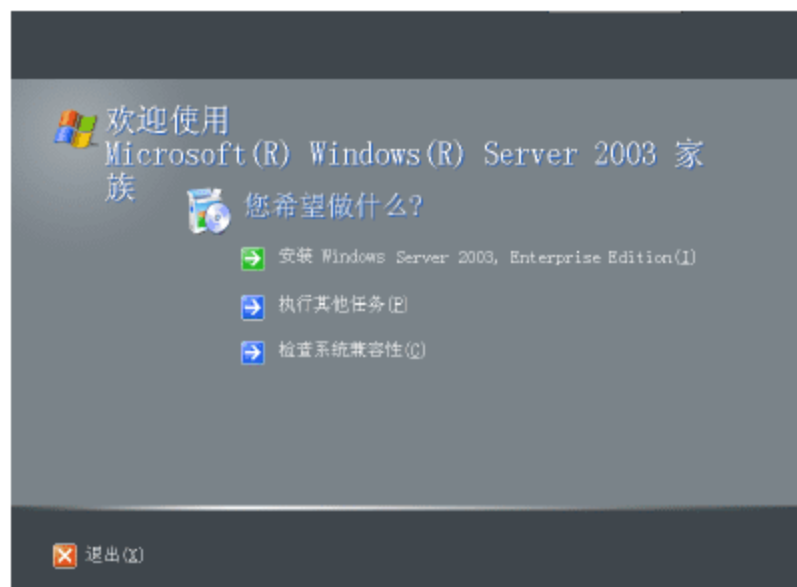 欢迎使用
Microsoft(R) Windows(R) Server 2003 家
族
您希望做什么?
安装 Windows Server 2003, Enterprise Edition(I)
执行其他任务(P)
检查系统兼容性(C)
退出(X)